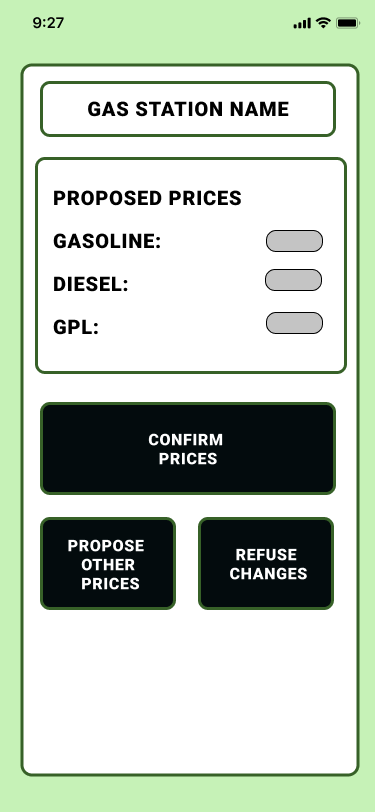 9:27
GAS STATION NAME
PROPOSED PRICES
GASOLINE:
DIESEL:
GPL:
CONFIRM
PRICES
PROPOSE
OTHER
PRICES
REFUSE
CHANGES